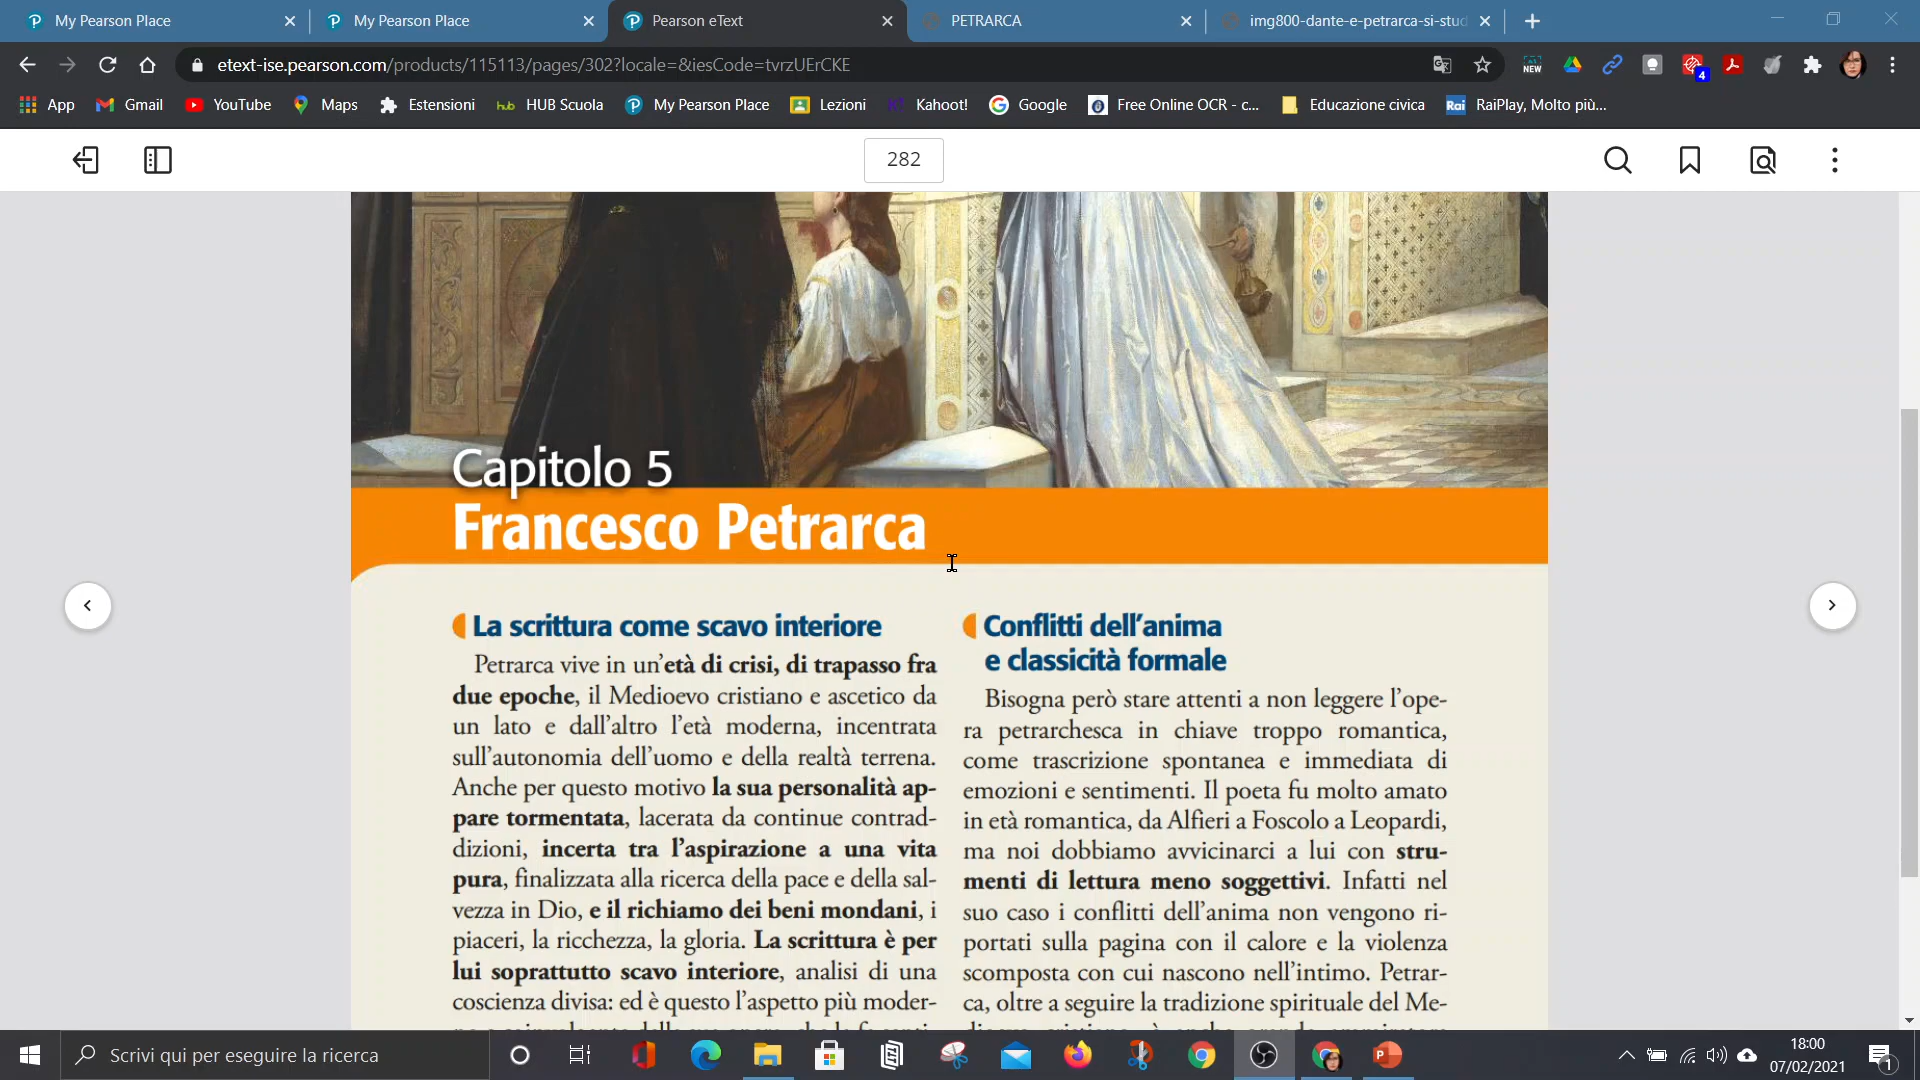 My Pearson Place
My Pearson Place
Pearson eText
PETRARCA
img800-dante-e-petrarca-si-stud
etext-ise.pearson.com/products/115113/pages/302?locale=&iesCode=tvrzUErCKE
NEW
4
App
Gmail
YouTube
Maps
Estensioni
hub HUB Scuola
My Pearson Place
Lezioni
K! Kahoot!
Google
Free Online OCR - c...
Educazione civica
Rai RaiPlay, Molto più...
282
Capitolo 5
Francesco Petrarca
La scrittura come scavo interiore
Petrarca vive in un'età di crisi, di trapasso fra
due epoche, il Medioevo cristiano e ascetico da
un lato e dall'altro l'età moderna, incentrata
sull'autonomia dell'uomo e della realtà terrena.
Anche per questo motivo la sua personalità ap-
pare tormentata, lacerata da continue contrad-
dizioni, incerta tra l'aspirazione a una vita
pura, finalizzata alla ricerca della pace e della sal-
vezza in Dio, e il richiamo dei beni mondani, i
piaceri, la ricchezza, la gloria. La scrittura è per
lui soprattutto scavo interiore, analisi di una
coscienza divisa: ed è questo l'aspetto più moder-
Conflitti dell'anima
e classicità formale
Bisogna però stare attenti a non leggere l'ope-
ra petrarchesca in chiave troppo romantica,
come trascrizione spontanea e immediata di
emozioni e sentimenti. Il poeta fu molto amato
in età romantica, da Alfieri a Foscolo a Leopardi,
ma noi dobbiamo avvicinarci a lui con stru-
menti di lettura meno soggettivi. Infatti nel
suo caso i conflitti dell'anima non vengono ri-
portati sulla pagina con il calore e la violenza
scomposta con cui nascono nell'intimo. Petrar-
ca, oltre a seguire la tradizione spirituale del Me-
Scrivi qui per eseguire la ricerca
18:00
07/02/2021
1